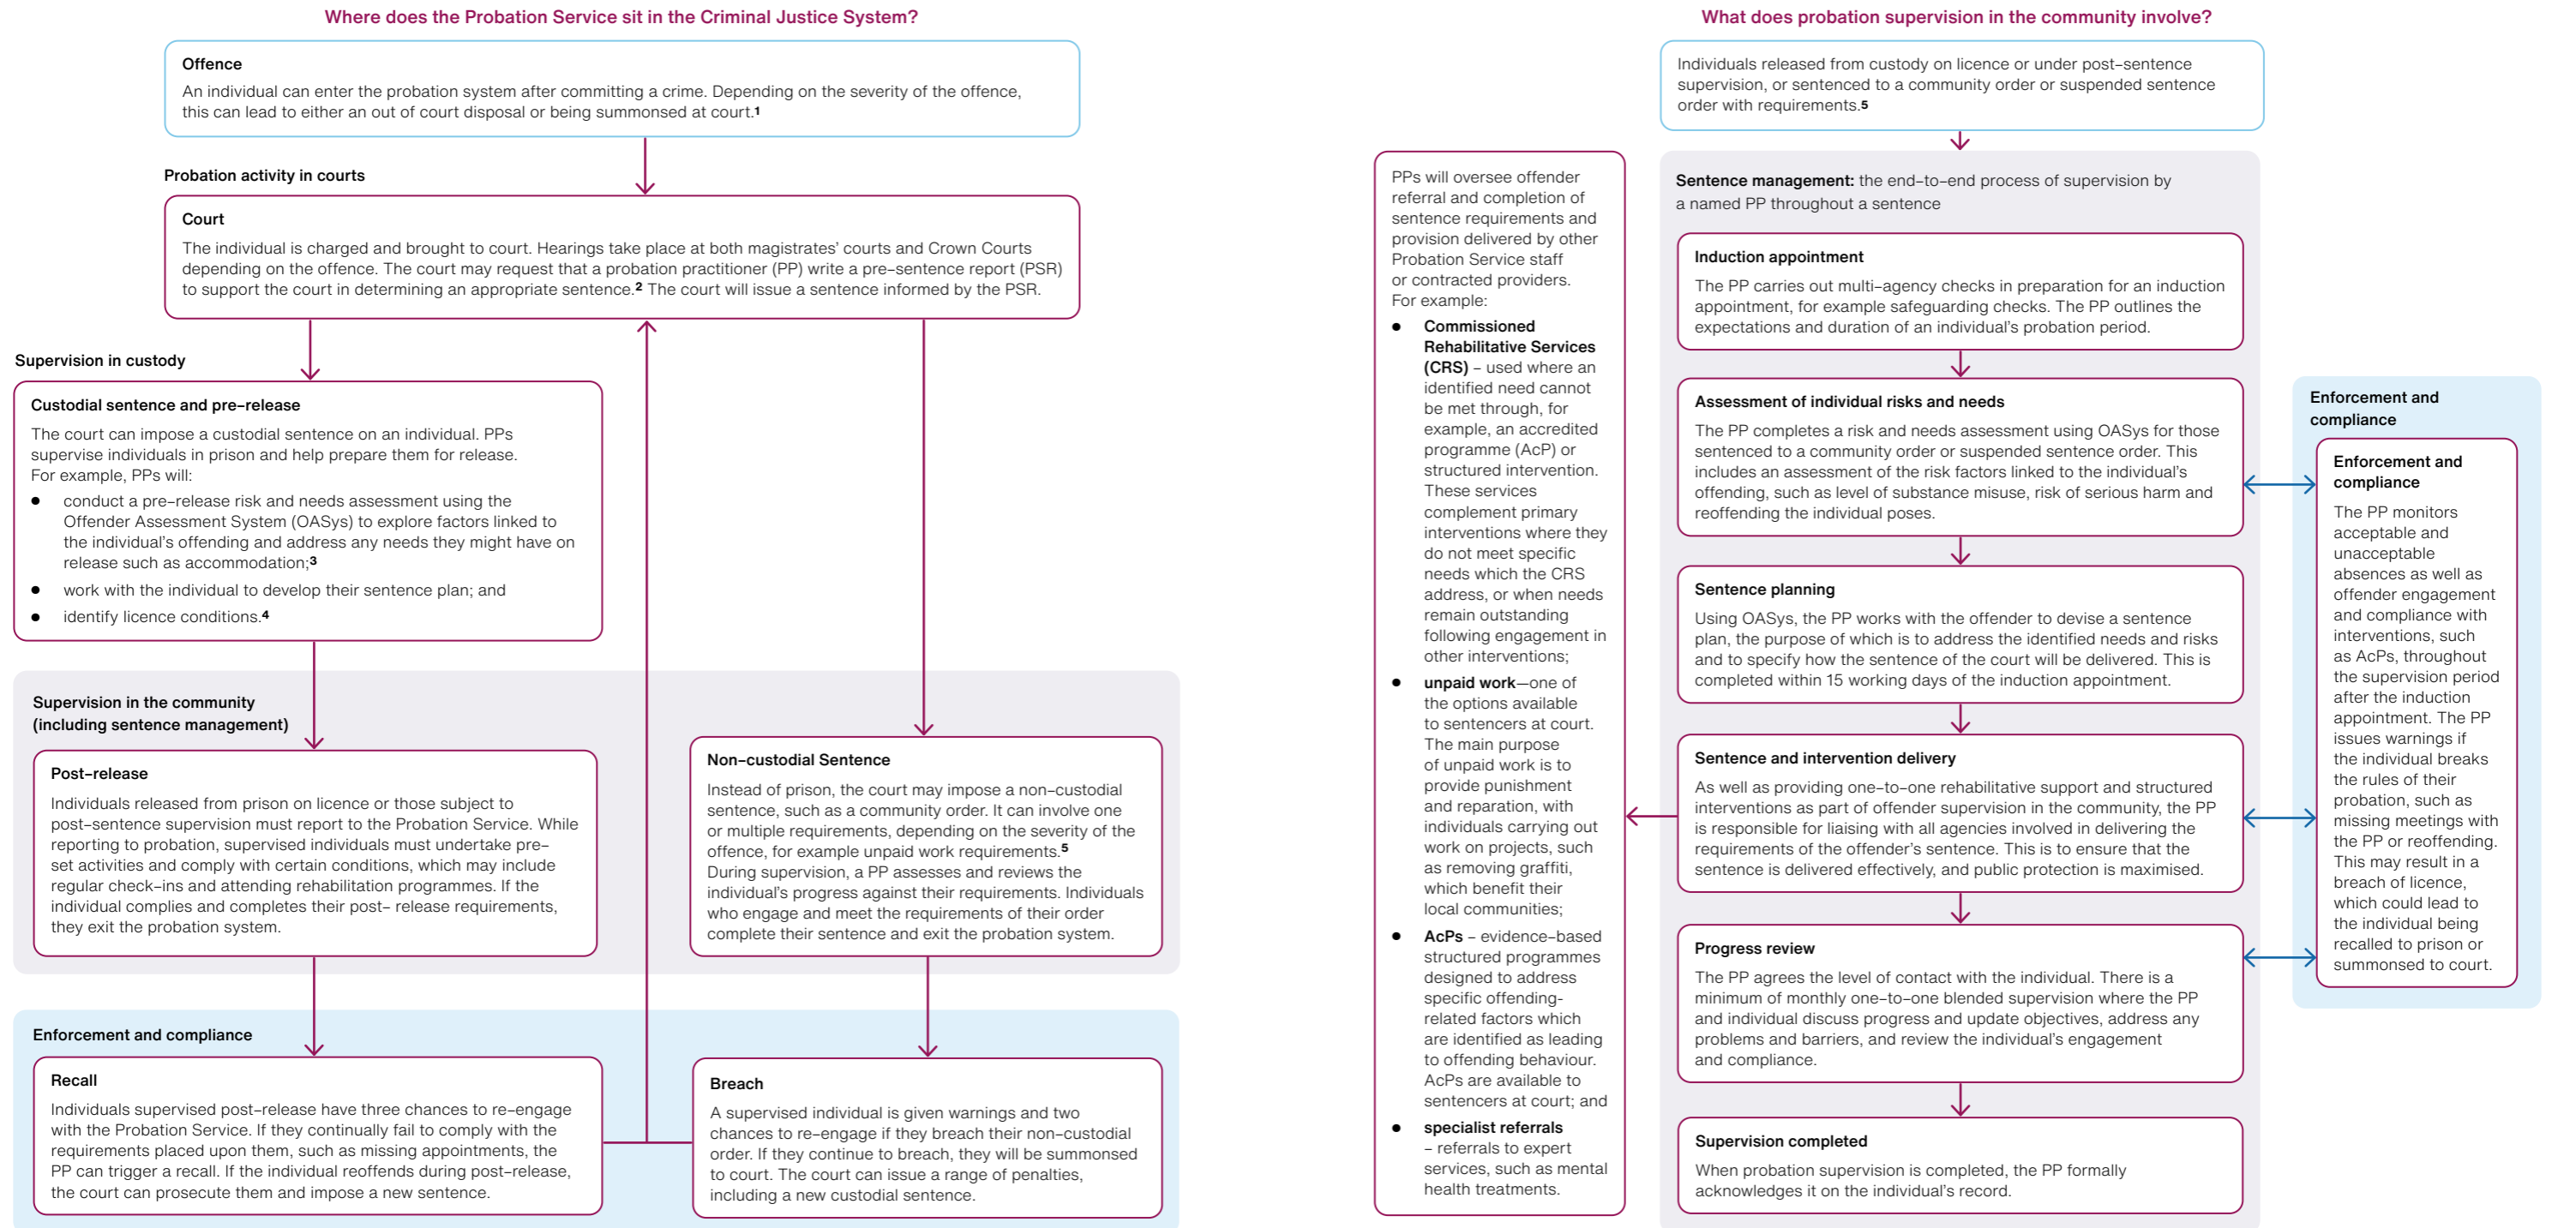 Where does the Probation Service sit in the Criminal Justice System?
Offence
An individual can enter the probation system after committing a crime. Depending on the severity of the offence,
this can lead to either an out of court disposal or being summonsed at court.1
Probation activity in courts
Court
The individual is charged and brought to court. Hearings take place at both magistrates' courts and Crown Courts
depending on the offence. The court may request that a probation practitioner (PP) write a pre–sentence report (PSR)
to support the court in determining an appropriate sentence.2 The court will issue a sentence informed by the PSR.
Supervision in custody
Custodial sentence and pre–release
The court can impose a custodial sentence on an individual. PPs
supervise individuals in prison and help prepare them for release.
For example, PPs will:
● conduct a pre–release risk and needs assessment using the
Offender Assessment System (OASys) to explore factors linked to
the individual's offending and address any needs they might have on
release such as accommodation;3
● work with the individual to develop their sentence plan; and
● identify licence conditions.4
Supervision in the community
(including sentence management)
Post–release
Individuals released from prison on licence or those subject to
post–sentence supervision must report to the Probation Service. While
reporting to probation, supervised individuals must undertake pre–
set activities and comply with certain conditions, which may include
regular check–ins and attending rehabilitation programmes. If the
individual complies and completes their post– release requirements,
they exit the probation system.
Non–custodial Sentence
Instead of prison, the court may impose a non–custodial
sentence, such as a community order. It can involve one
or multiple requirements, depending on the severity of the
offence, for example unpaid work requirements.5
During supervision, a PP assesses and reviews the
individual's progress against their requirements. Individuals
who engage and meet the requirements of their order
complete their sentence and exit the probation system.
Enforcement and compliance
Recall
Individuals supervised post–release have three chances to re–engage
with the Probation Service. If they continually fail to comply with the
requirements placed upon them, such as missing appointments, the
PP can trigger a recall. If the individual reoffends during post–release,
the court can prosecute them and impose a new sentence.
Breach
A supervised individual is given warnings and two
chances to re–engage if they breach their non–custodial
order. If they continue to breach, they will be summonsed
to court. The court can issue a range of penalties,
including a new custodial sentence.
What does probation supervision in the community involve?
Individuals released from custody on licence or under post–sentence
supervision, or sentenced to a community order or suspended sentence
order with requirements.5
PPs will oversee offender
referral and completion of
sentence requirements and
provision delivered by other
Probation Service staff
or contracted providers.
For example:
● Commissioned
Rehabilitative Services
(CRS) – used where an
identified need cannot
be met through, for
example, an accredited
programme (AcP) or
structured intervention.
These services
complement primary
interventions where they
do not meet specific
needs which the CRS
address, or when needs
remain outstanding
following engagement in
other interventions;
● unpaid work—one of
the options available
to sentencers at court.
The main purpose
of unpaid work is to
provide punishment
and reparation, with
individuals carrying out
work on projects, such
as removing graffiti,
which benefit their
local communities;
● AcPs – evidence–based
structured programmes
designed to address
specific offending-
related factors which
are identified as leading
to offending behaviour.
AcPs are available to
sentencers at court; and
● specialist referrals
– referrals to expert
services, such as mental
health treatments.
Sentence management: the end–to–end process of supervision by
a named PP throughout a sentence
Induction appointment
The PP carries out multi–agency checks in preparation for an induction
appointment, for example safeguarding checks. The PP outlines the
expectations and duration of an individual's probation period.
Assessment of individual risks and needs
The PP completes a risk and needs assessment using OASys for those
sentenced to a community order or suspended sentence order. This
includes an assessment of the risk factors linked to the individual's
offending, such as level of substance misuse, risk of serious harm and
reoffending the individual poses.
Sentence planning
Using OASys, the PP works with the offender to devise a sentence
plan, the purpose of which is to address the identified needs and risks
and to specify how the sentence of the court will be delivered. This is
completed within 15 working days of the induction appointment.
Sentence and intervention delivery
As well as providing one–to–one rehabilitative support and structured
interventions as part of offender supervision in the community, the PP
is responsible for liaising with all agencies involved in delivering the
requirements of the offender's sentence. This is to ensure that the
sentence is delivered effectively, and public protection is maximised.
Progress review
The PP agrees the level of contact with the individual. There is a
minimum of monthly one–to–one blended supervision where the PP
and individual discuss progress and update objectives, address any
problems and barriers, and review the individual's engagement
and compliance.
Supervision completed
When probation supervision is completed, the PP formally
acknowledges it on the individual's record.
Enforcement and
compliance
Enforcement and
compliance
The PP monitors
acceptable and
unacceptable
absences as well as
offender engagement
and compliance with
interventions, such
as AcPs, throughout
the supervision period
after the induction
appointment. The PP
issues warnings if
the individual breaks
the rules of their
probation, such as
missing meetings with
the PP or reoffending.
This may result in a
breach of licence,
which could lead to
the individual being
recalled to prison or
summonsed to court.